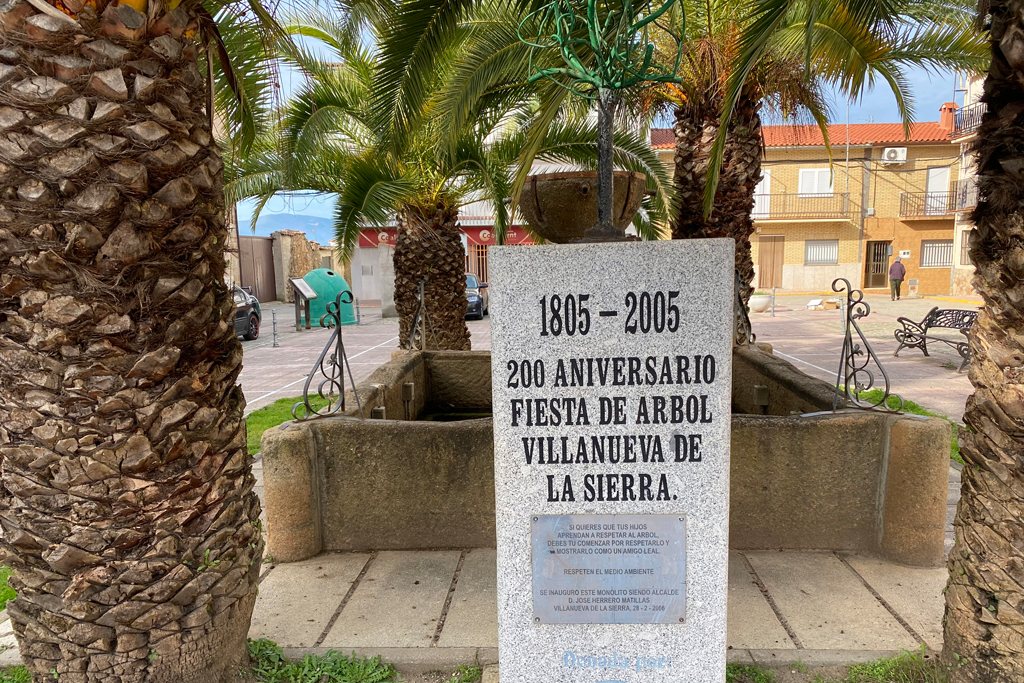 1805 – 2005
200 ANIVERSARIO
FIESTA DE ARBOL
VILLANUEVA DE
LA SIERRA.
SI QUIERES QUE TUS HIJOS
APRENDAN A RESPETAR AL ARBOL,
DEBES TU COMENZAR POR RESPETARLO Y
MOSTRARLO COMO UN AMIGO LEAL.
RESPETEN EL MEDIO AMBIENTE
SE INAUGURO ESTE MONOLITO SIENDO ALCALDE
D. JOSE HERRERO MATILLAS
VILLANUEVA DE LA SIERRA, 28 - 2 - 2006
Donado por: